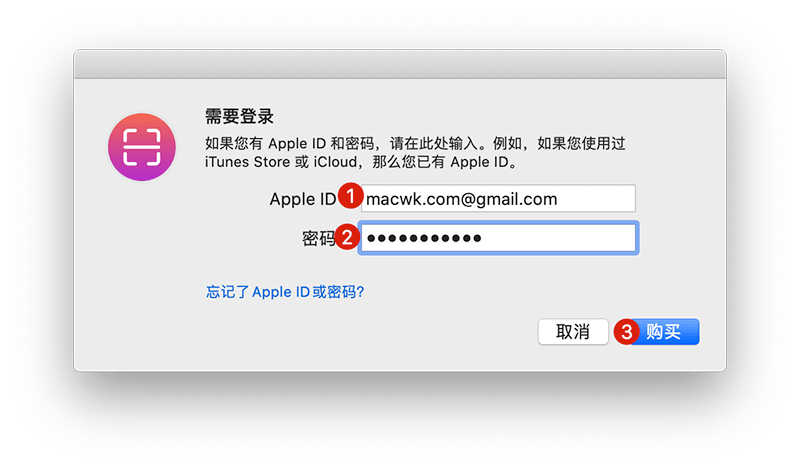 需要登录
如果您有 Apple ID 和密码，请在此处输入。例如，如果您使用过
iTunes Store 或 iCloud，那么您已有 Apple ID。
Apple ID 1 macwk.com@gmail.com
密码 2 ●●●●●●●●●●●
忘记了 Apple ID 或密码?
取消 3 购买